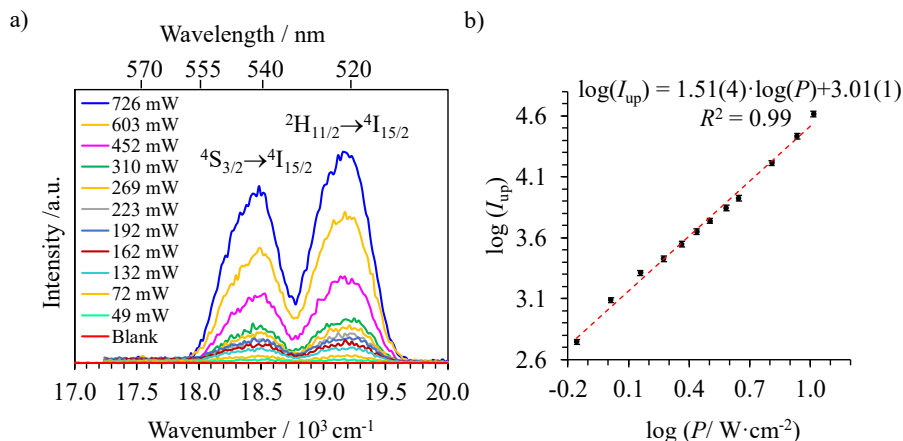 a)
Wavelength / nm
570 555 540 520
726 mW
603 mW
452 mW
310 mW
269 mW
223 mW
192 mW
162 mW
132 mW
72 mW
49 mW
Blank
⁴S₃/₂→⁴I₁₅/₂
²H₁₁/₂→⁴I₁₅/₂
Intensity /a.u.
17.0 18.0 18.5 19.0 19.5 20.0
Wavenumber / 10³ cm⁻¹
b)
log(Iup) = 1.51(4)·log(P)+3.01(1)
R² = 0.99
log (Iup)
4.6
4.1
3.6
3.1
2.6
-0.2 0.1 0.4 0.7 1.0
log (P/ W·cm⁻²)